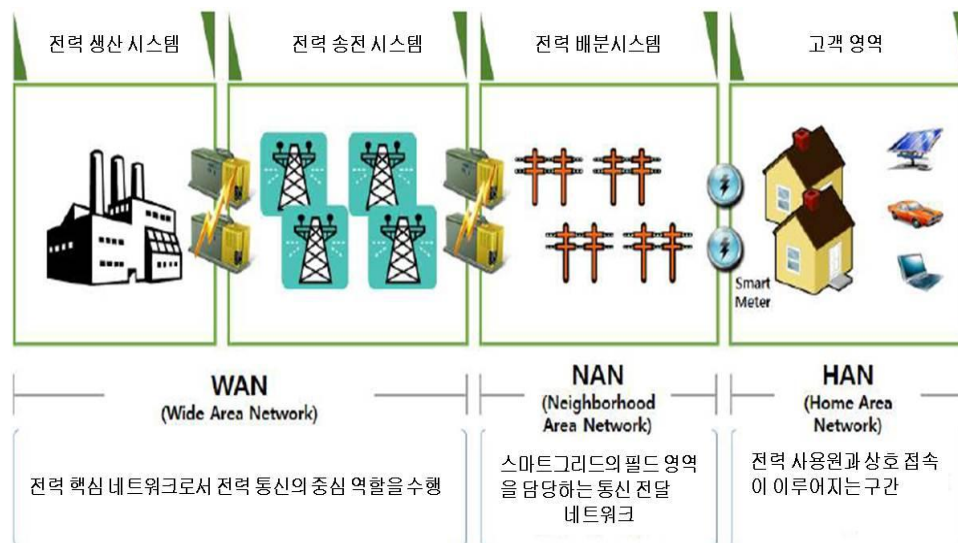 전력 생산 시스템
전력 송전 시스템
전력 배분시스템
고객 영역
Smart
Meter
WAN
(Wide Area Network)
NAN
(Neighborhood
Area Network)
HAN
(Home Area
Network)
전력 핵심 네트워크로서 전력 통신의 중심 역할을 수행
스마트그리드의 필드 영역
을 담당하는 통신 전달
네트워크
전력 사용원과 상호 접속
이 이루어지는 구간